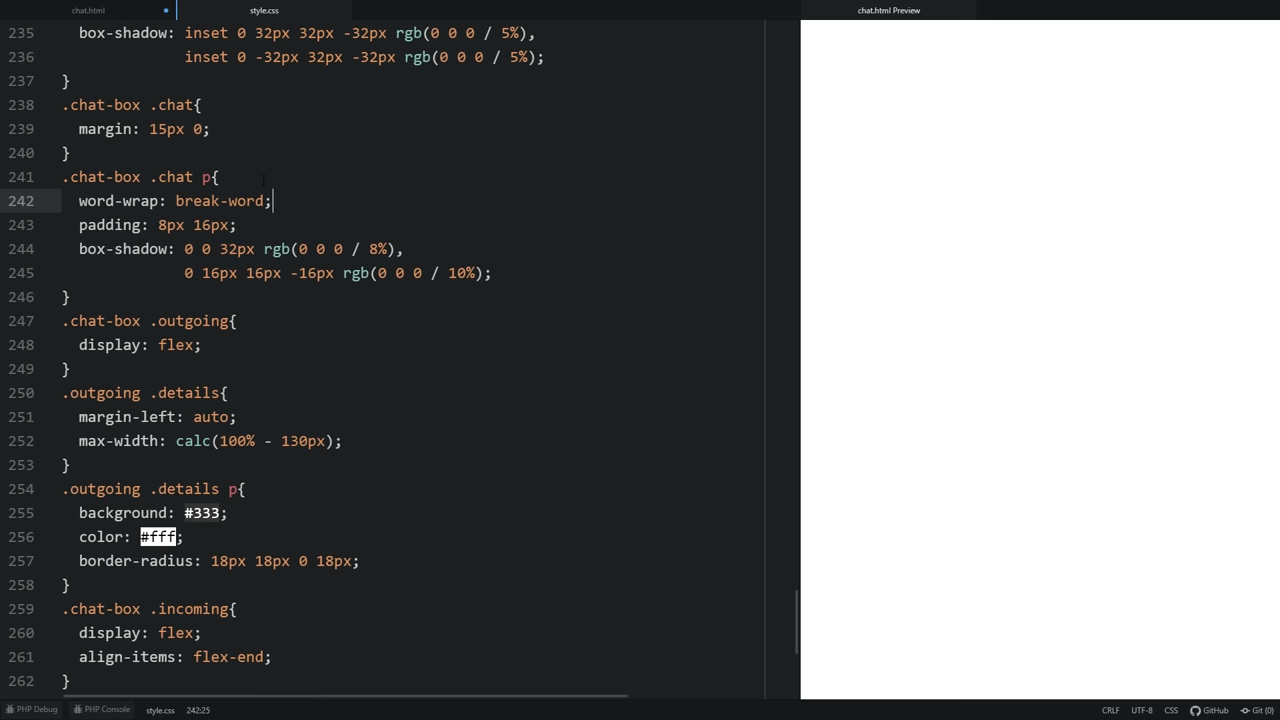 chat.html
style.css
chat.html Preview
235 box-shadow: inset 0 32px 32px -32px rgb(0 0 0 / 5%),
236 inset 0 -32px 32px -32px rgb(0 0 0 / 5%);
237 }
238 .chat-box .chat{
239 margin: 15px 0;
240 }
241 .chat-box .chat p{
242 word-wrap: break-word;
243 padding: 8px 16px;
244 box-shadow: 0 0 32px rgb(0 0 0 / 8%),
245 0 16px 16px -16px rgb(0 0 0 / 10%);
246 }
247 .chat-box .outgoing{
248 display: flex;
249 }
250 .outgoing .details{
251 margin-left: auto;
252 max-width: calc(100% - 130px);
253 }
254 .outgoing .details p{
255 background: #333;
256 color: #fff;
257 border-radius: 18px 18px 0 18px;
258 }
259 .chat-box .incoming{
260 display: flex;
261 align-items: flex-end;
262 }
PHP Debug PHP Console style.css 242:25 CRLF UTF-8 CSS GitHub Git (0)